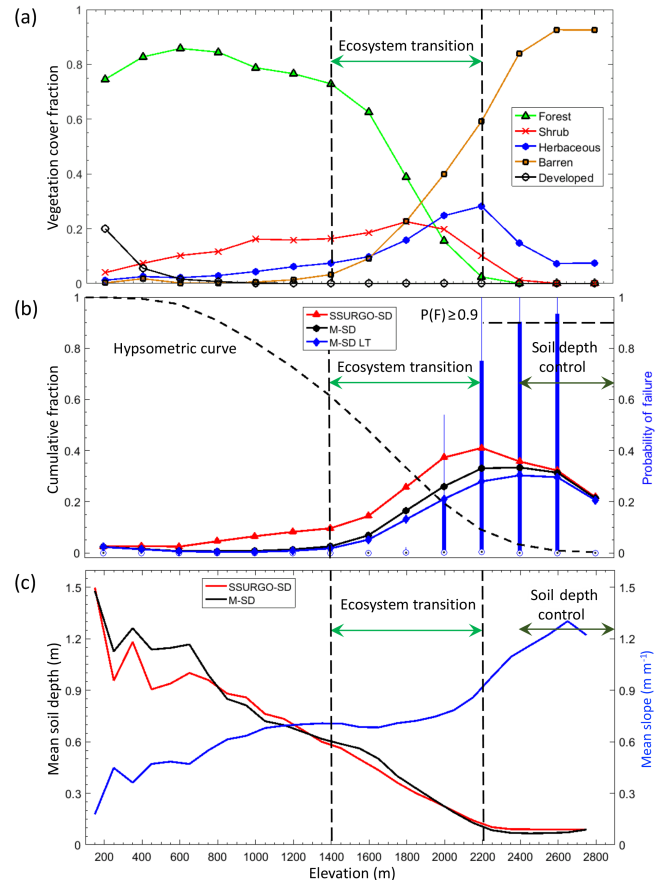 (a)
Ecosystem transition
Vegetation cover fraction
1
0.8
0.6
0.4
0.2
0
Forest
Shrub
Herbaceous
Barren
Developed
(b)
SSURGO-SD
M-SD
M-SD LT
P(F)≥0.9
Hypsometric curve
Ecosystem transition
Soil depth
control
Cumulative fraction
1
0.8
0.6
0.4
0.2
0
Probability of failure
1
0.8
0.6
0.4
0.2
0
(c)
SSURGO-SD
M-SD
Ecosystem transition
Soil depth
control
Mean soil depth (m)
1.5
1.2
0.9
0.6
0.3
0
Mean slope (m m⁻¹)
1.5
1.2
0.9
0.6
0.3
0
200 400 600 800 1000 1200 1400 1600 1800 2000 2200 2400 2600 2800
Elevation (m)